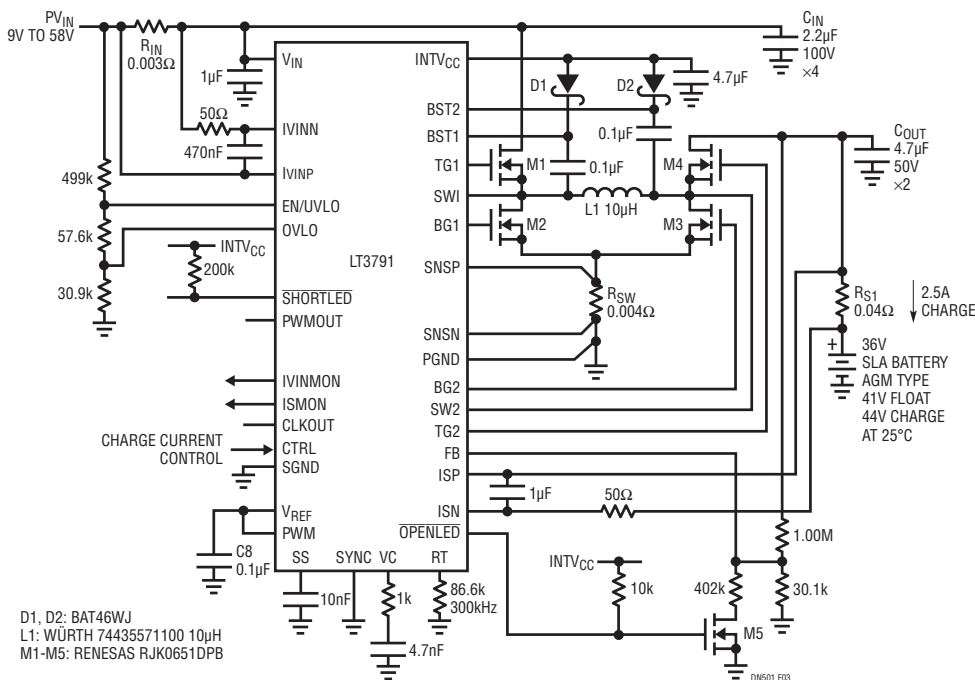 PVIN
9V TO 58V
RIN
0.003Ω
CIN
2.2µF
100V
×4
VIN
INTVCC
1µF
D1
D2
4.7µF
BST2
50Ω
IVINN
BST1
0.1µF
COUT
4.7µF
50V
×2
470nF
TG1
M1
0.1µF
M4
IVINP
499k
SWI
L1 10µH
EN/UVLO
BG1
M2
M3
OVLO
57.6k
INTVCC
LT3791
SNSP
200k
RSW
0.004Ω
RS1
0.04Ω
2.5A
CHARGE
30.9k
SHORTLED
PWMOUT
SNSN
PGND
+
36V
SLA BATTERY
AGM TYPE
41V FLOAT
44V CHARGE
AT 25°C
IVINMON
BG2
ISMON
SW2
CLKOUT
TG2
CHARGE CURRENT
CONTROL
CTRL
FB
SGND
ISP
1µF
50Ω
VREF
ISN
PWM
OPENLED
1.00M
C8
0.1µF
SS
SYNC
VC
RT
INTVCC
10nF
1k
86.6k
300kHz
10k
402k
30.1k
D1, D2: BAT46WJ
L1: WÜRTH 74435571100 10µH
M1-M5: RENESAS RJK0651DPB
4.7nF
M5
DN501 F03